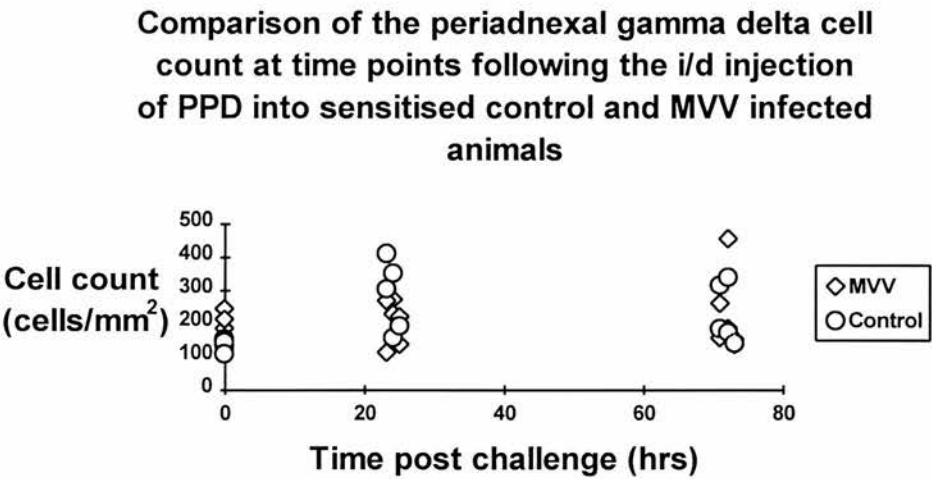 Comparison of the periadnexal gamma delta cell
count at time points following the i/d injection
of PPD into sensitised control and MVV infected
animals
500
400
300
200
100
0
Cell count
(cells/mm²)
MVV
Control
0 20 40 60 80
Time post challenge (hrs)